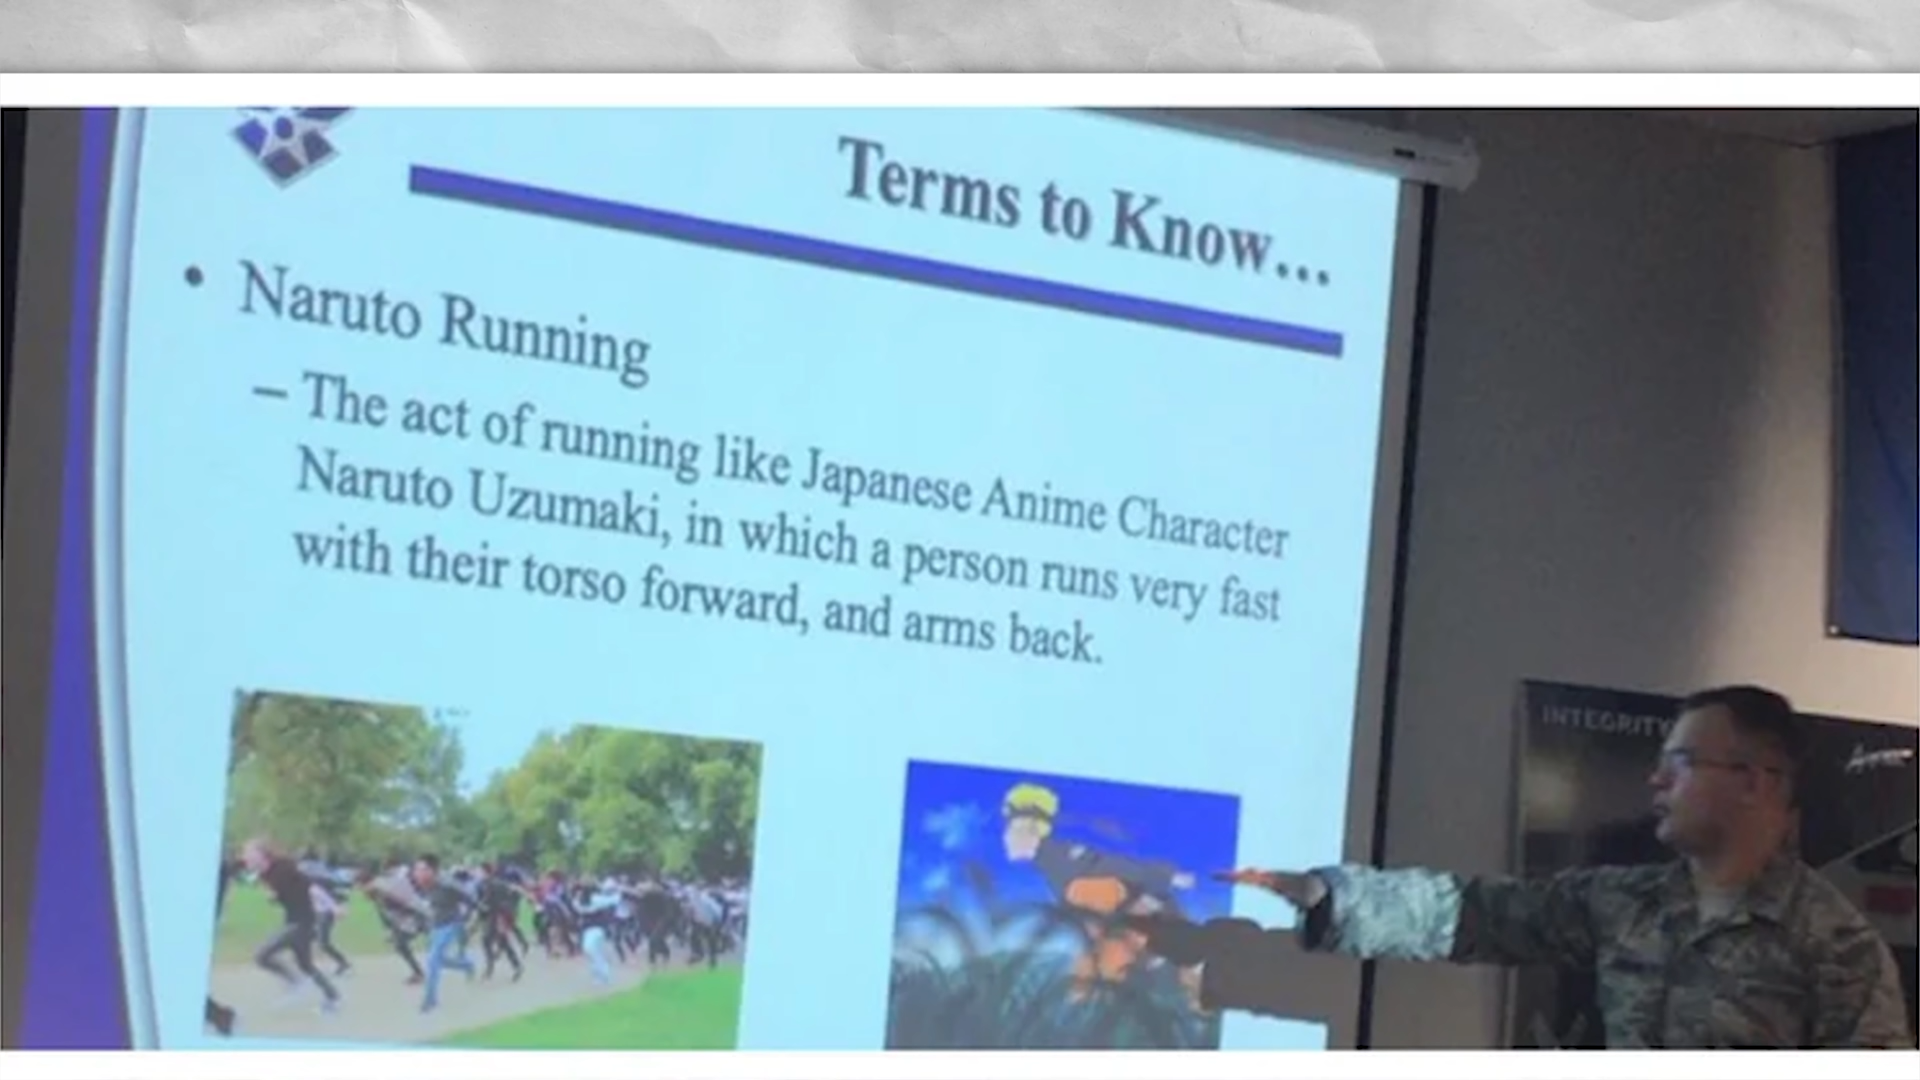 Terms to Know...
• Naruto Running
– The act of running like Japanese Anime Character
Naruto Uzumaki, in which a person runs very fast
with their torso forward, and arms back.
INTEGRITY